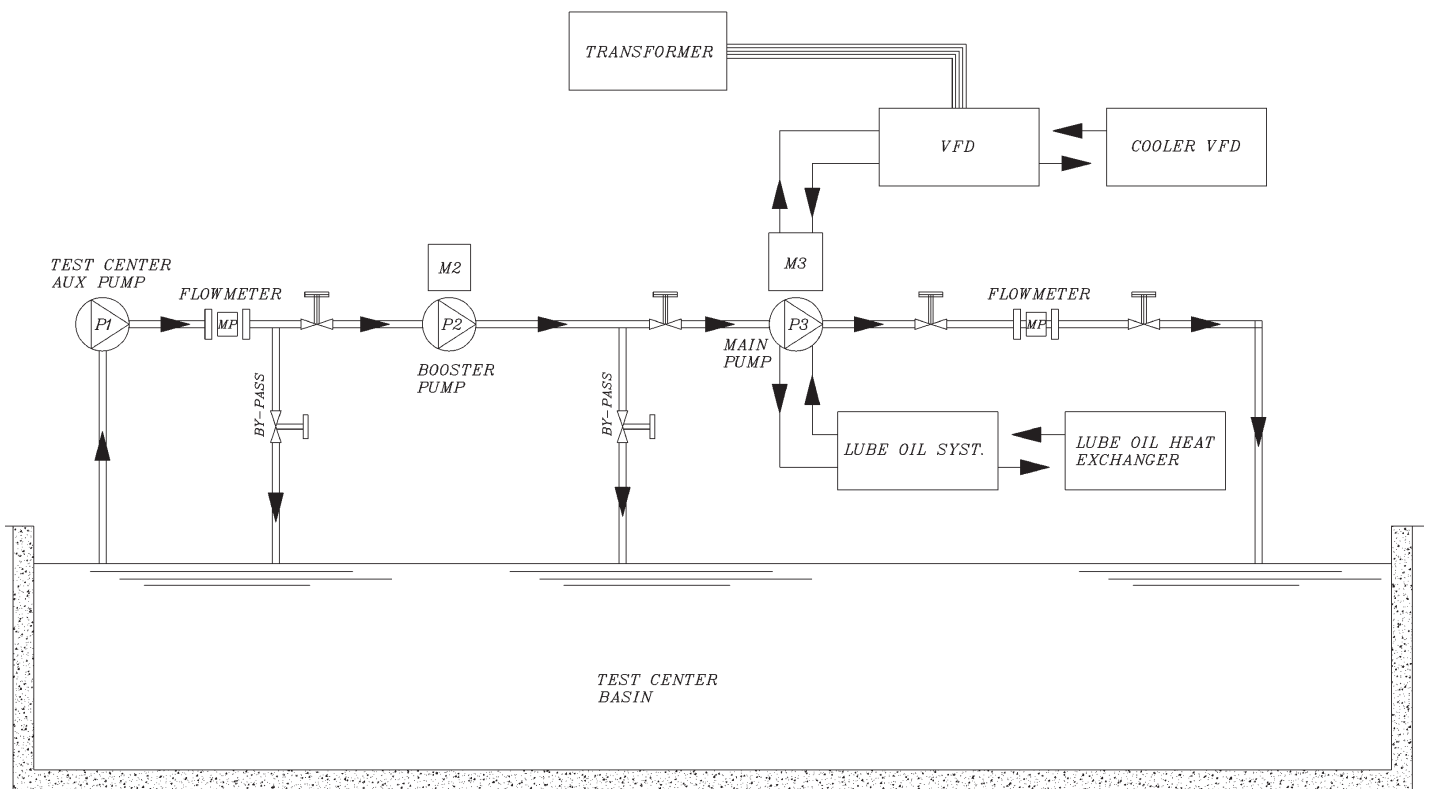 TRANSFORMER
VFD
COOLER VFD
M3
M2
TEST CENTER
AUX PUMP
FLOWMETER
FLOWMETER
P1
MP
P2
P3
MP
MAIN
PUMP
BOOSTER
PUMP
BY-PASS
BY-PASS
LUBE OIL SYST.
LUBE OIL HEAT
EXCHANGER
TEST CENTER
BASIN